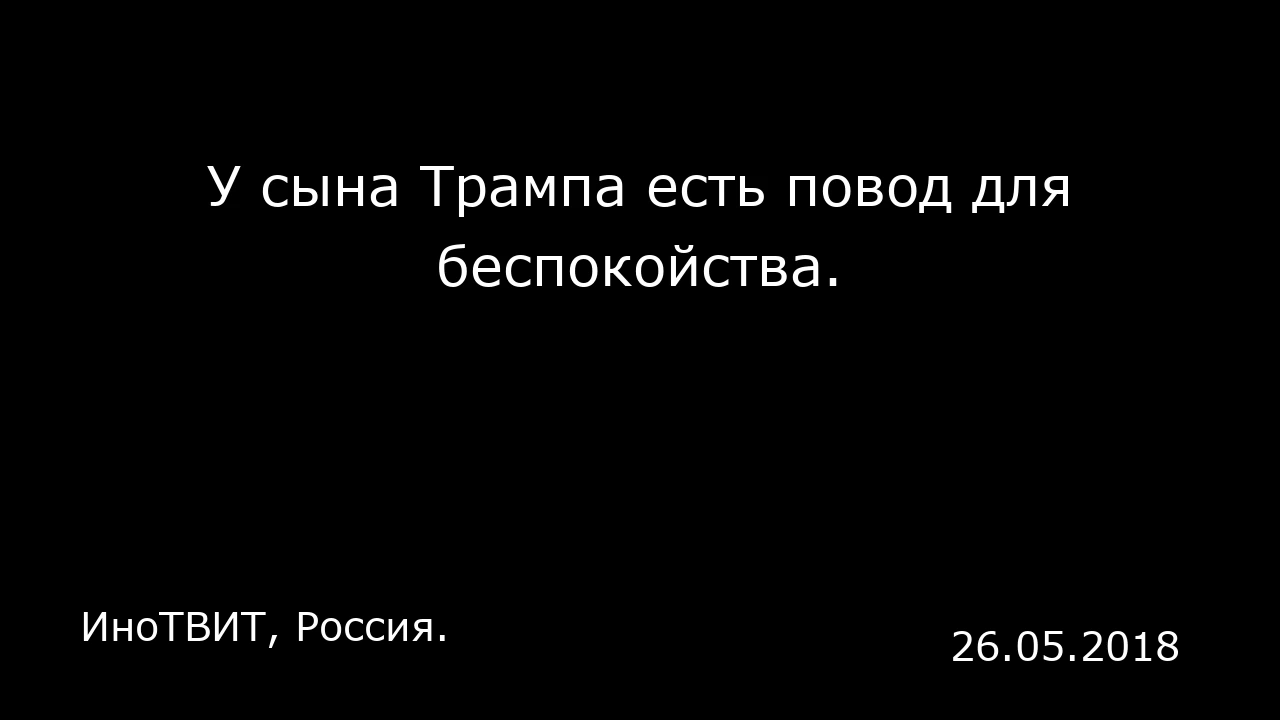 У сына Трампа есть повод для
беспокойства.
ИноТВИТ, Россия.
26.05.2018